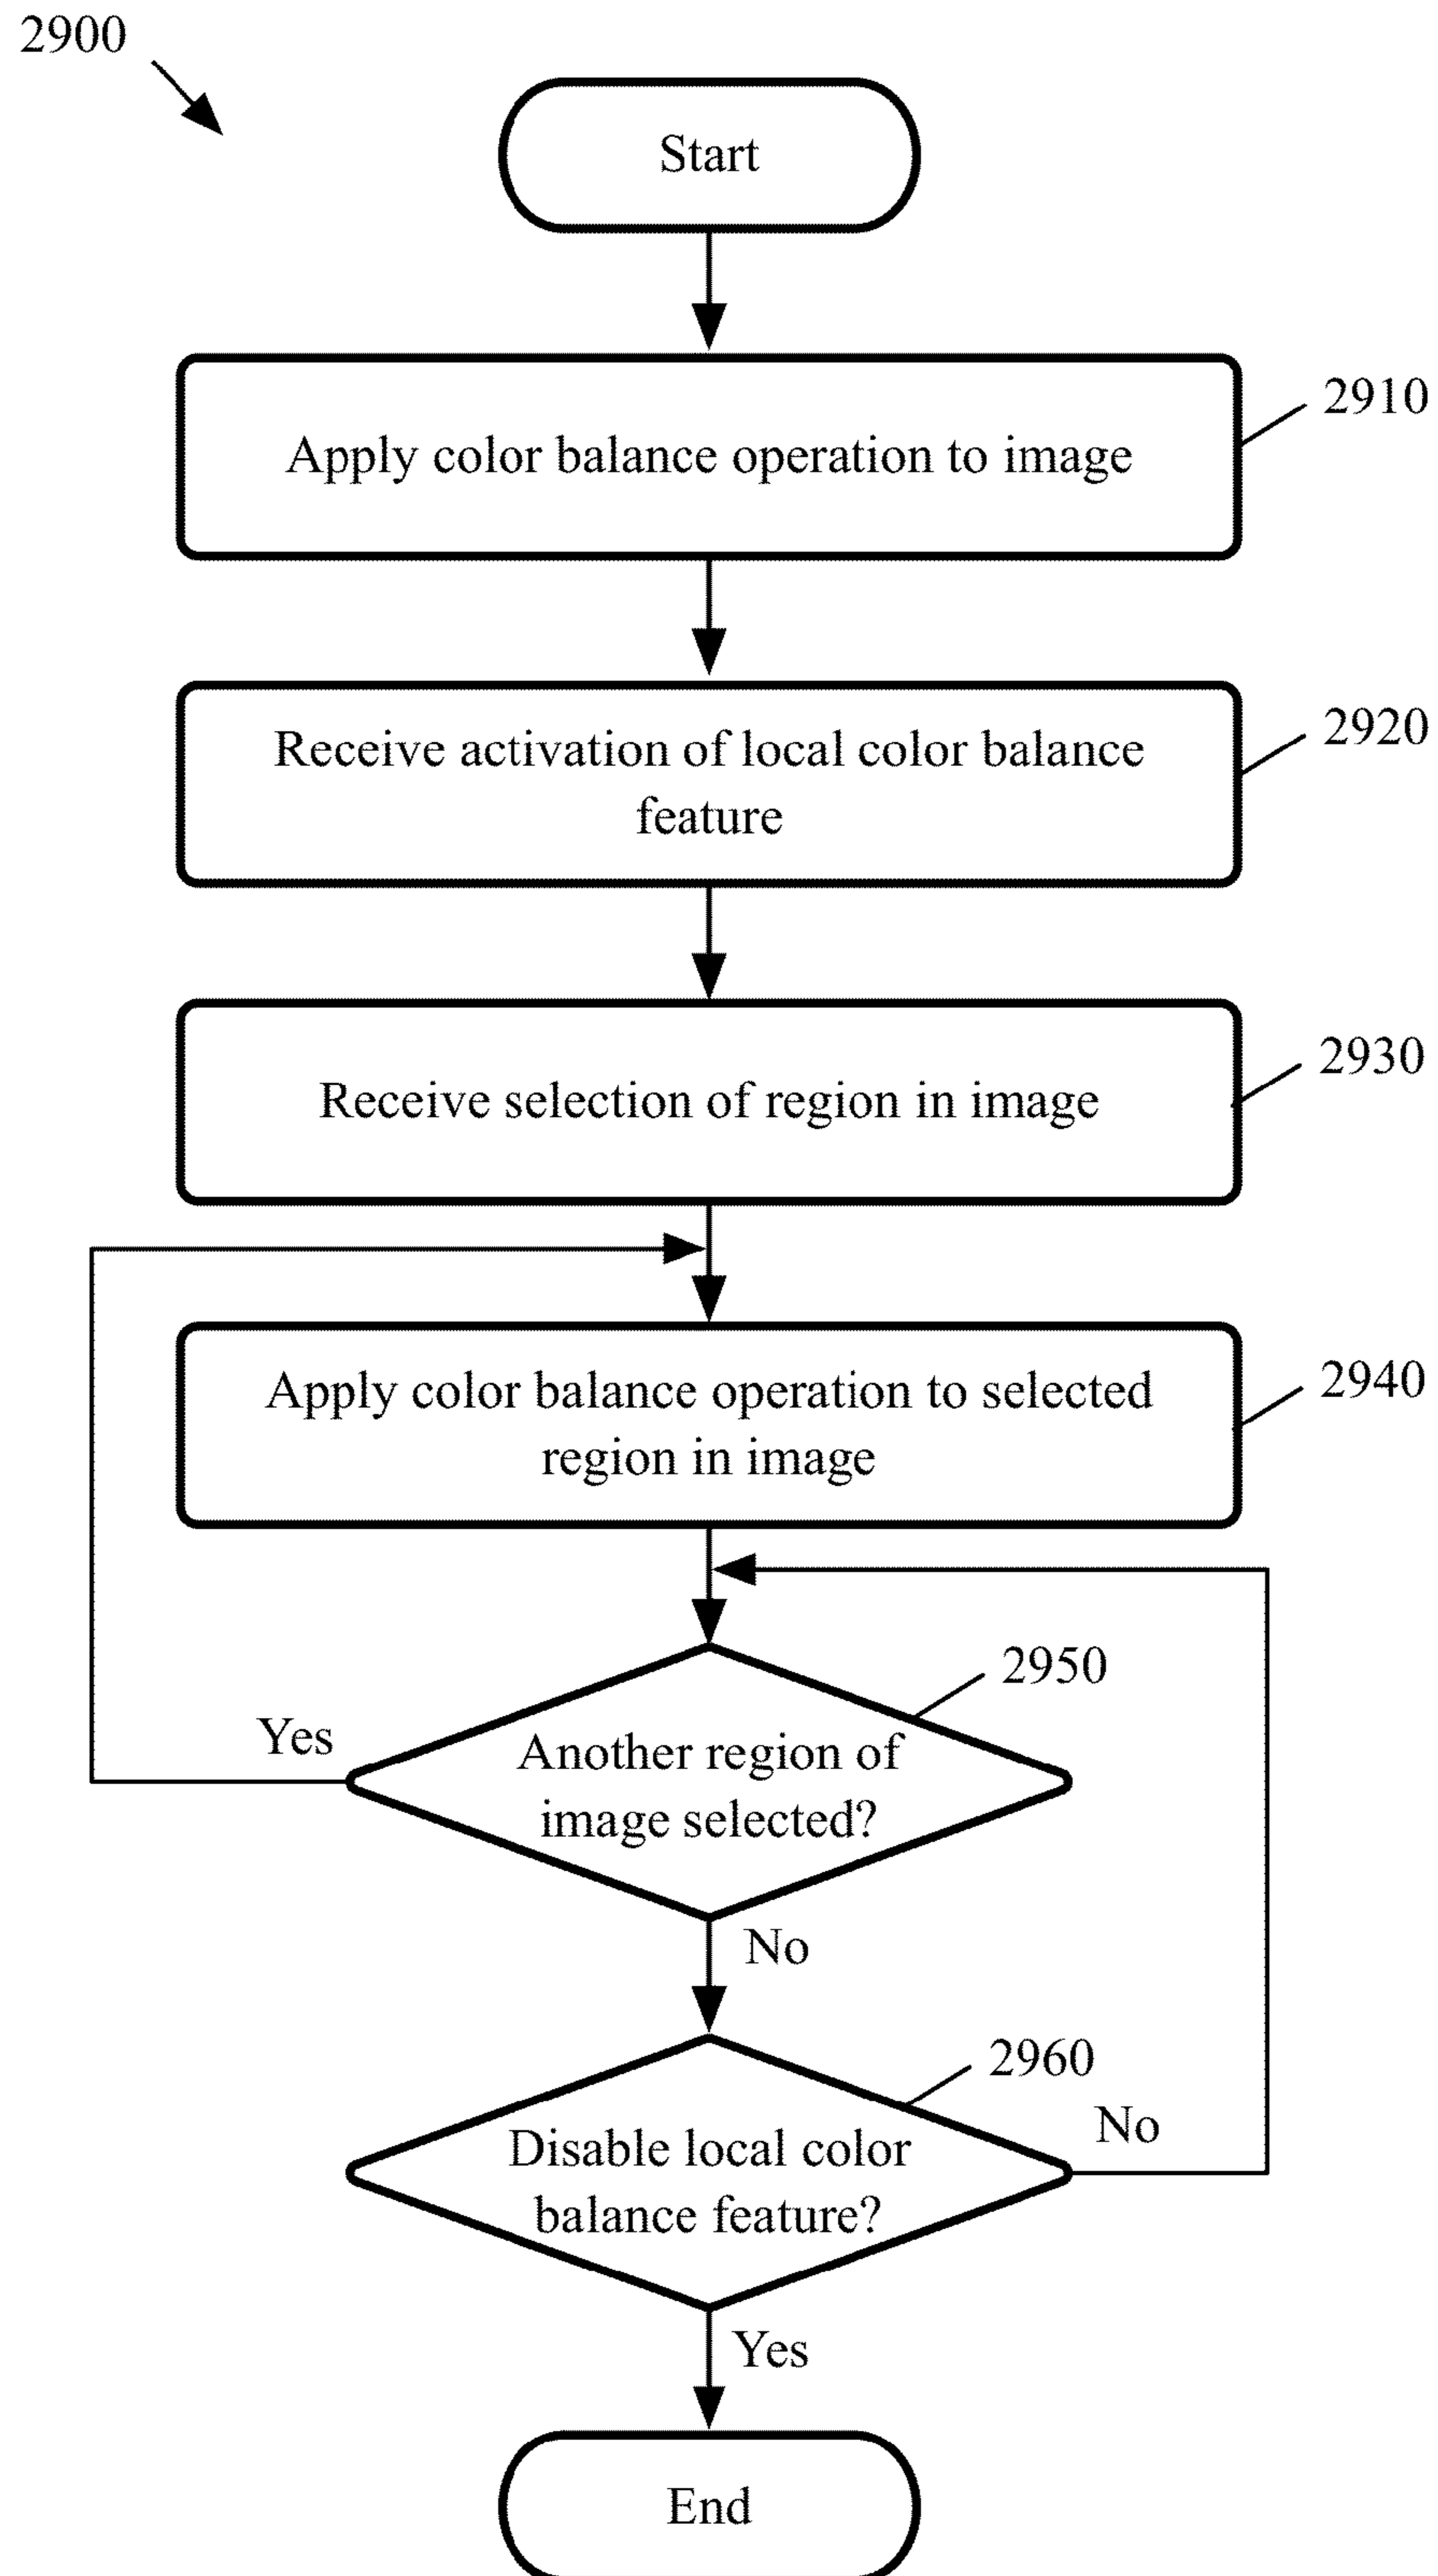 2900
Start
Apply color balance operation to image
2910
Receive activation of local color balance
feature
2920
Receive selection of region in image
2930
Apply color balance operation to selected
region in image
2940
2950
Another region of
image selected?
Yes
No
2960
Disable local color
balance feature?
No
Yes
End